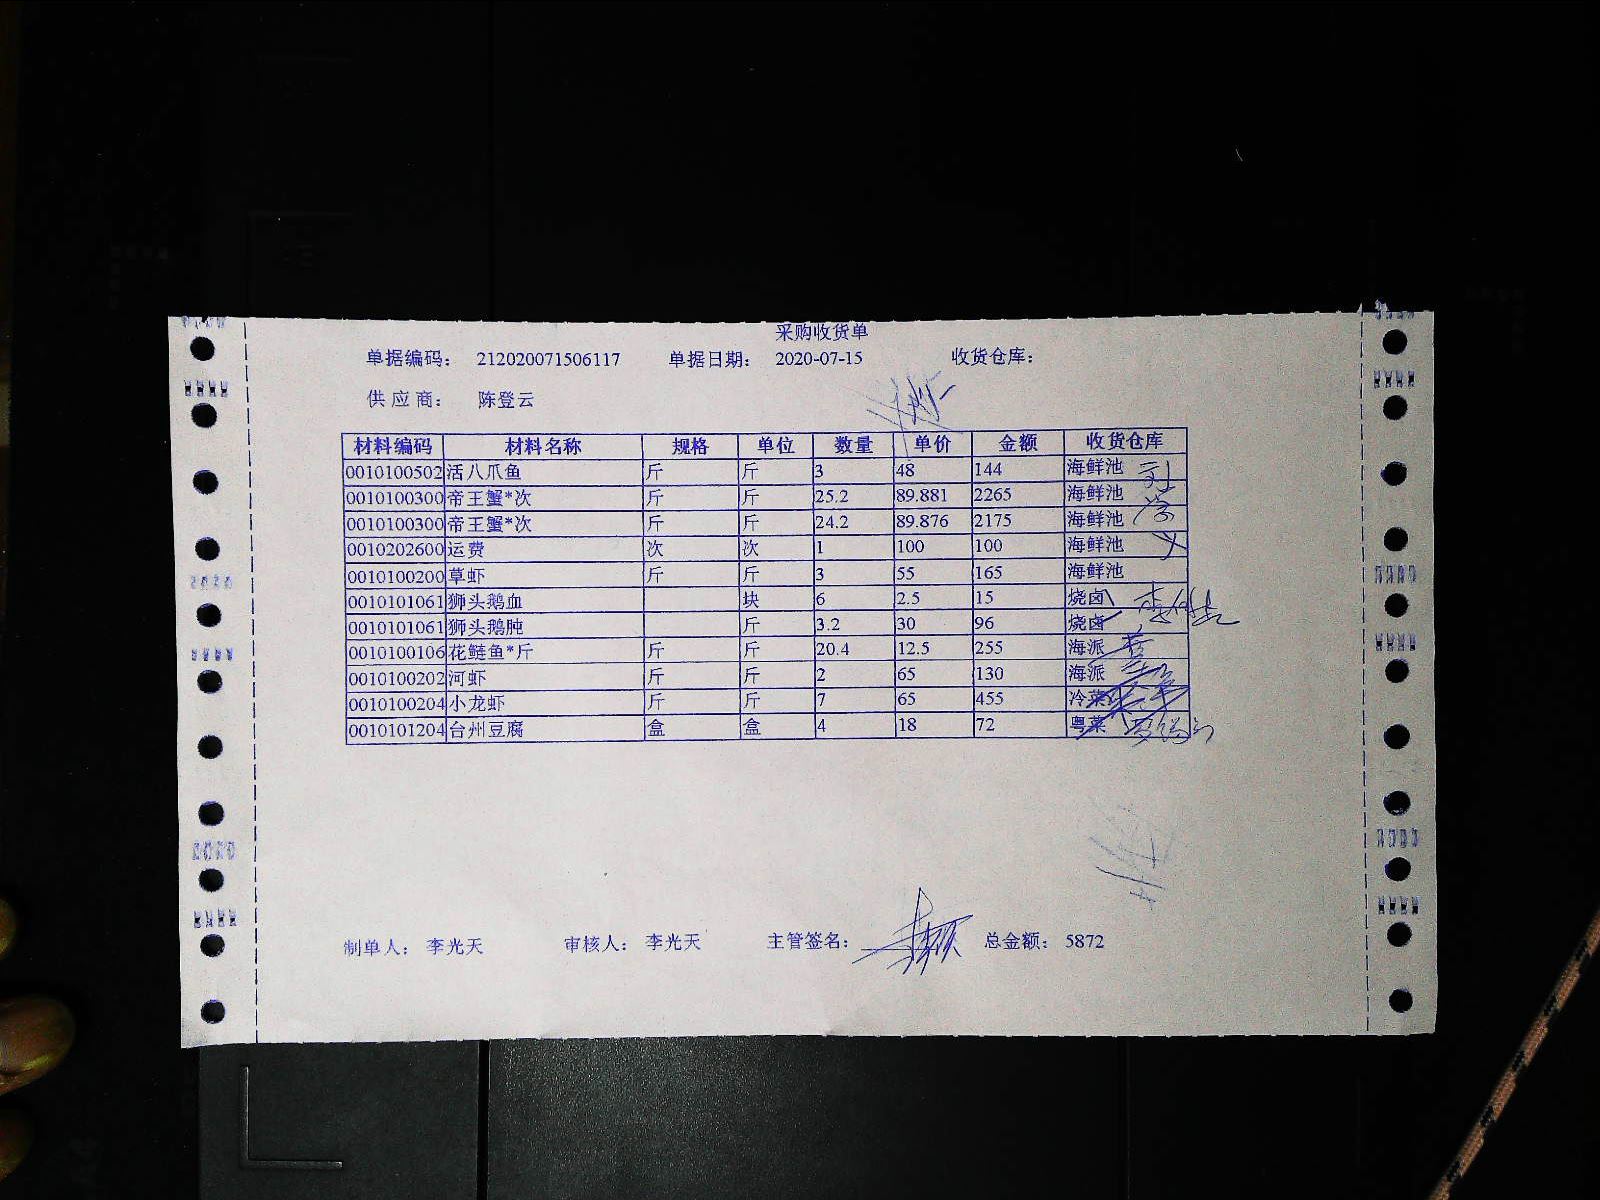 采购收货单
单据编码： 212020071506117 单据日期： 2020-07-15 收货仓库：
供 应 商： 陈登云
材料编码 材料名称 规格 单位 数量 单价 金额 收货仓库
0010100502 活八爪鱼 斤 斤 3 48 144 海鲜池
0010100300 帝王蟹*次 斤 斤 25.2 89.881 2265 海鲜池
0010100300 帝王蟹*次 斤 斤 24.2 89.876 2175 海鲜池
0010202600 运费 次 次 1 100 100 海鲜池
0010100200 草虾 斤 斤 3 55 165 海鲜池
0010101061 狮头鹅血 块 6 2.5 15 烧卤
0010101061 狮头鹅肫 斤 3.2 30 96 烧卤
0010100106 花鲢鱼*斤 斤 斤 20.4 12.5 255 海派
0010100202 河虾 斤 斤 2 65 130 海派
0010100204 小龙虾 斤 斤 7 65 455 冷菜
0010101204 台州豆腐 盒 盒 4 18 72 粤菜
制单人： 李光天 审核人： 李光天 主管签名： 总金额： 5872